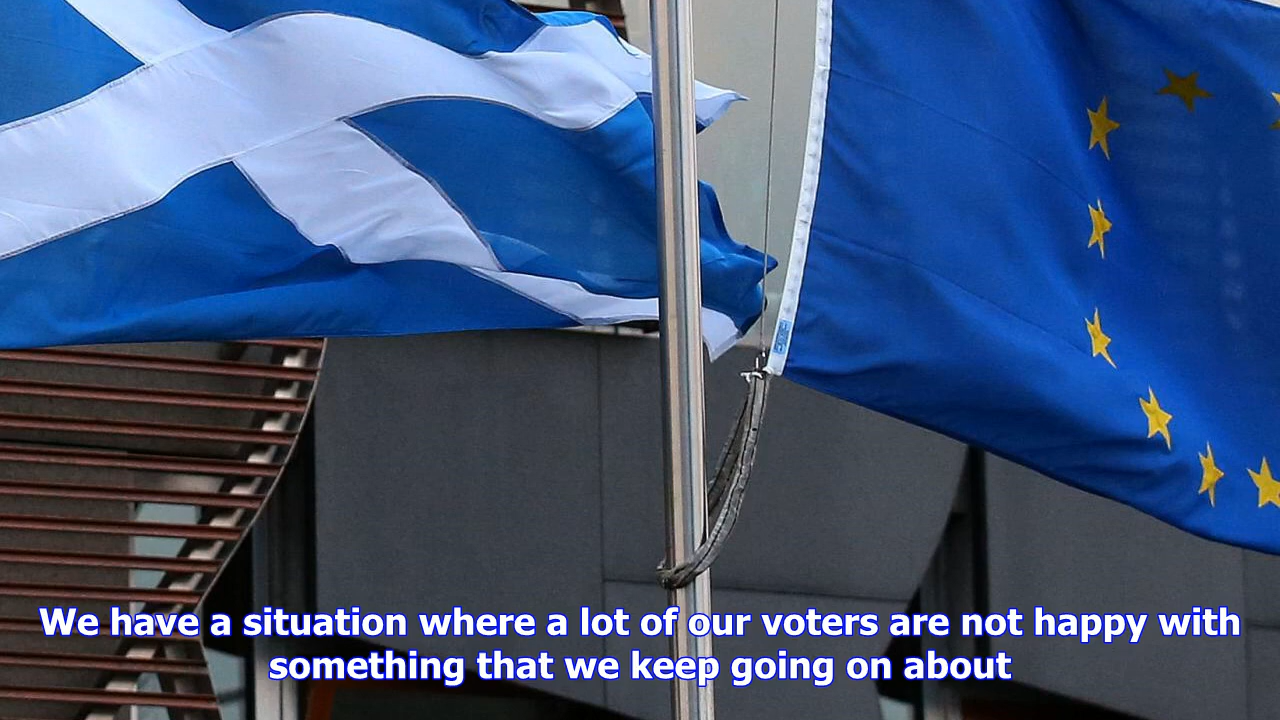 We have a situation where a lot of our voters are not happy with
something that we keep going on about